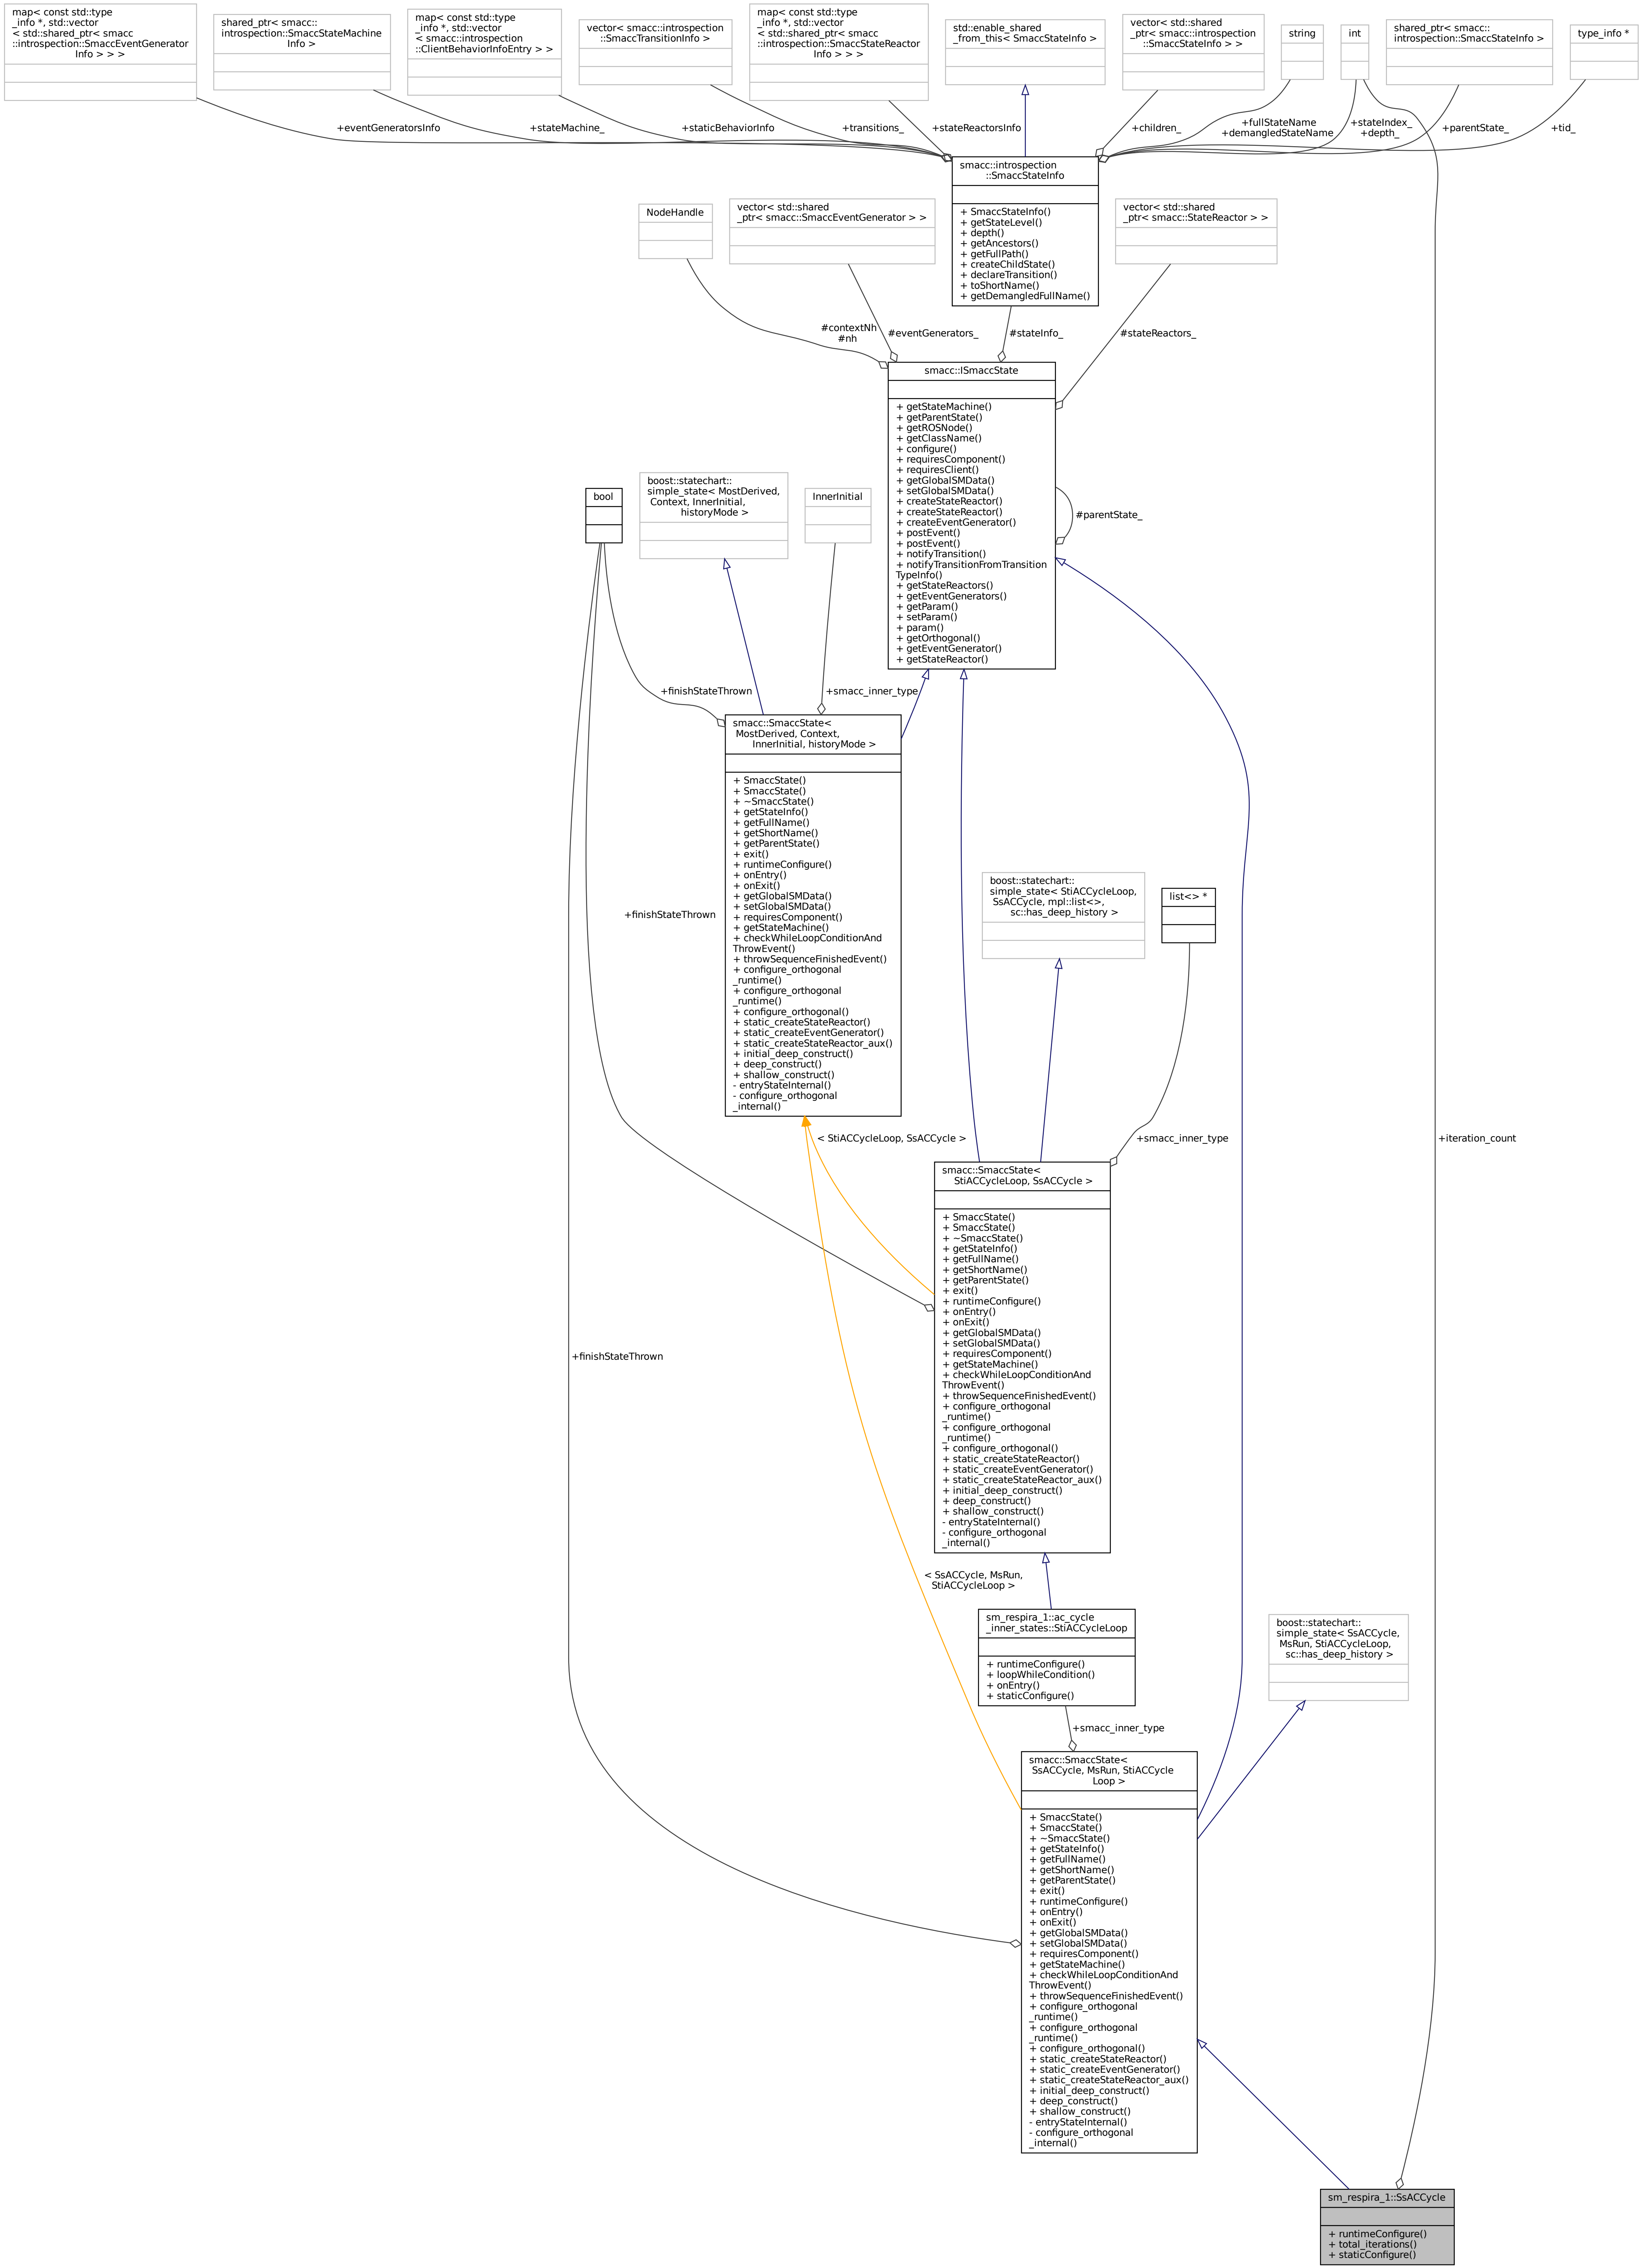 map< const std::type
_info *, std::vector
< std::shared_ptr< smacc
::introspection::SmaccEventGenerator
Info > > >
shared_ptr< smacc::
introspection::SmaccStateMachine
Info >
map< const std::type
_info *, std::vector
< smacc::introspection
::ClientBehaviorInfoEntry > >
vector< smacc::introspection
::SmaccTransitionInfo >
map< const std::type
_info *, std::vector
< std::shared_ptr< smacc
::introspection::SmaccStateReactor
Info > > >
std::enable_shared
_from_this< SmaccStateInfo >
vector< std::shared
_ptr< smacc::introspection
::SmaccStateInfo > >
string
int
shared_ptr< smacc::
introspection::SmaccStateInfo >
type_info *
+eventGeneratorsInfo
+stateMachine_
+staticBehaviorInfo
+transitions_
+stateReactorsInfo
+children_
+fullStateName
+demangledStateName
+stateIndex_
+depth_
+parentState_
+tid_
smacc::introspection
::SmaccStateInfo
+ SmaccStateInfo()
+ getStateLevel()
+ depth()
+ getAncestors()
+ getFullPath()
+ createChildState()
+ declareTransition()
+ toShortName()
+ getDemangledFullName()
NodeHandle
vector< std::shared
_ptr< smacc::SmaccEventGenerator > >
vector< std::shared
_ptr< smacc::StateReactor > >
#contextNh
#nh
#eventGenerators_
#stateInfo_
#stateReactors_
smacc::ISmaccState
+ getStateMachine()
+ getParentState()
+ getROSNode()
+ getClassName()
+ configure()
+ requiresComponent()
+ requiresClient()
+ getGlobalSMData()
+ setGlobalSMData()
+ createStateReactor()
+ createStateReactor()
+ createEventGenerator()
+ postEvent()
+ postEvent()
+ notifyTransition()
+ notifyTransitionFromTransition
TypeInfo()
+ getStateReactors()
+ getEventGenerators()
+ getParam()
+ setParam()
+ param()
+ getOrthogonal()
+ getEventGenerator()
+ getStateReactor()
#parentState_
bool
boost::statechart::
simple_state< MostDerived,
Context, InnerInitial,
historyMode >
InnerInitial
+finishStateThrown
+smacc_inner_type
smacc::SmaccState<
MostDerived, Context,
InnerInitial, historyMode >
+ SmaccState()
+ SmaccState()
+ ~SmaccState()
+ getStateInfo()
+ getFullName()
+ getShortName()
+ getParentState()
+ exit()
+ runtimeConfigure()
+ onEntry()
+ onExit()
+ getGlobalSMData()
+ setGlobalSMData()
+ requiresComponent()
+ getStateMachine()
+ checkWhileLoopConditionAnd
ThrowEvent()
+ throwSequenceFinishedEvent()
+ configure_orthogonal
_runtime()
+ configure_orthogonal
_runtime()
+ configure_orthogonal()
+ static_createStateReactor()
+ static_createEventGenerator()
+ static_createStateReactor_aux()
+ initial_deep_construct()
+ deep_construct()
+ shallow_construct()
- entryStateInternal()
- configure_orthogonal
_internal()
+finishStateThrown
boost::statechart::
simple_state< StiACCycleLoop,
SsACCycle, mpl::list<>,
sc::has_deep_history >
list<> *
< StiACCycleLoop, SsACCycle >
+smacc_inner_type
+iteration_count
smacc::SmaccState<
StiACCycleLoop, SsACCycle >
+ SmaccState()
+ SmaccState()
+ ~SmaccState()
+ getStateInfo()
+ getFullName()
+ getShortName()
+ getParentState()
+ exit()
+ runtimeConfigure()
+ onEntry()
+ onExit()
+ getGlobalSMData()
+ setGlobalSMData()
+ requiresComponent()
+ getStateMachine()
+ checkWhileLoopConditionAnd
ThrowEvent()
+ throwSequenceFinishedEvent()
+ configure_orthogonal
_runtime()
+ configure_orthogonal
_runtime()
+ configure_orthogonal()
+ static_createStateReactor()
+ static_createEventGenerator()
+ static_createStateReactor_aux()
+ initial_deep_construct()
+ deep_construct()
+ shallow_construct()
- entryStateInternal()
- configure_orthogonal
_internal()
+finishStateThrown
< SsACCycle, MsRun,
StiACCycleLoop >
sm_respira_1::ac_cycle
_inner_states::StiACCycleLoop
+ runtimeConfigure()
+ loopWhileCondition()
+ onEntry()
+ staticConfigure()
boost::statechart::
simple_state< SsACCycle,
MsRun, StiACCycleLoop,
sc::has_deep_history >
+smacc_inner_type
smacc::SmaccState<
SsACCycle, MsRun, StiACCycle
Loop >
+ SmaccState()
+ SmaccState()
+ ~SmaccState()
+ getStateInfo()
+ getFullName()
+ getShortName()
+ getParentState()
+ exit()
+ runtimeConfigure()
+ onEntry()
+ onExit()
+ getGlobalSMData()
+ setGlobalSMData()
+ requiresComponent()
+ getStateMachine()
+ checkWhileLoopConditionAnd
ThrowEvent()
+ throwSequenceFinishedEvent()
+ configure_orthogonal
_runtime()
+ configure_orthogonal
_runtime()
+ configure_orthogonal()
+ static_createStateReactor()
+ static_createEventGenerator()
+ static_createStateReactor_aux()
+ initial_deep_construct()
+ deep_construct()
+ shallow_construct()
- entryStateInternal()
- configure_orthogonal
_internal()
sm_respira_1::SsACCycle
+ runtimeConfigure()
+ total_iterations()
+ staticConfigure()